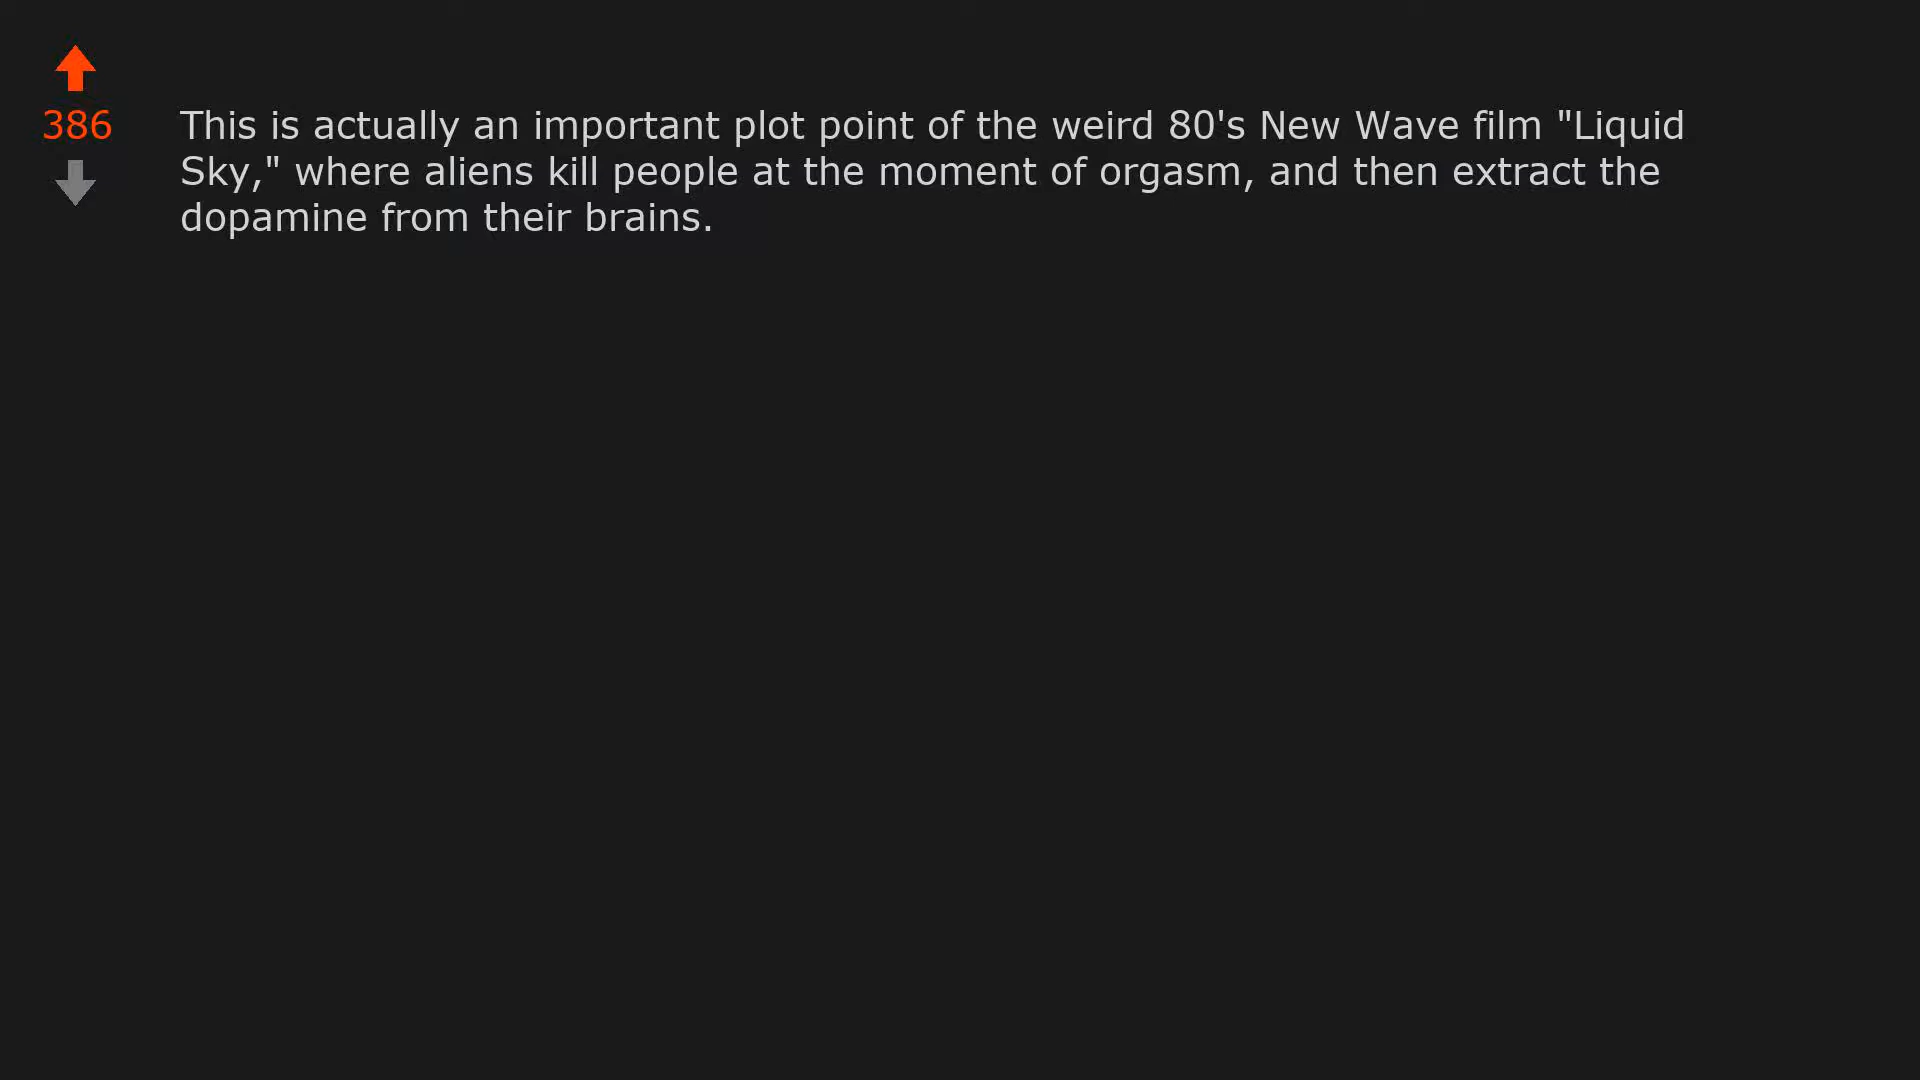 386
This is actually an important plot point of the weird 80's New Wave film "Liquid
Sky," where aliens kill people at the moment of orgasm, and then extract the
dopamine from their brains.